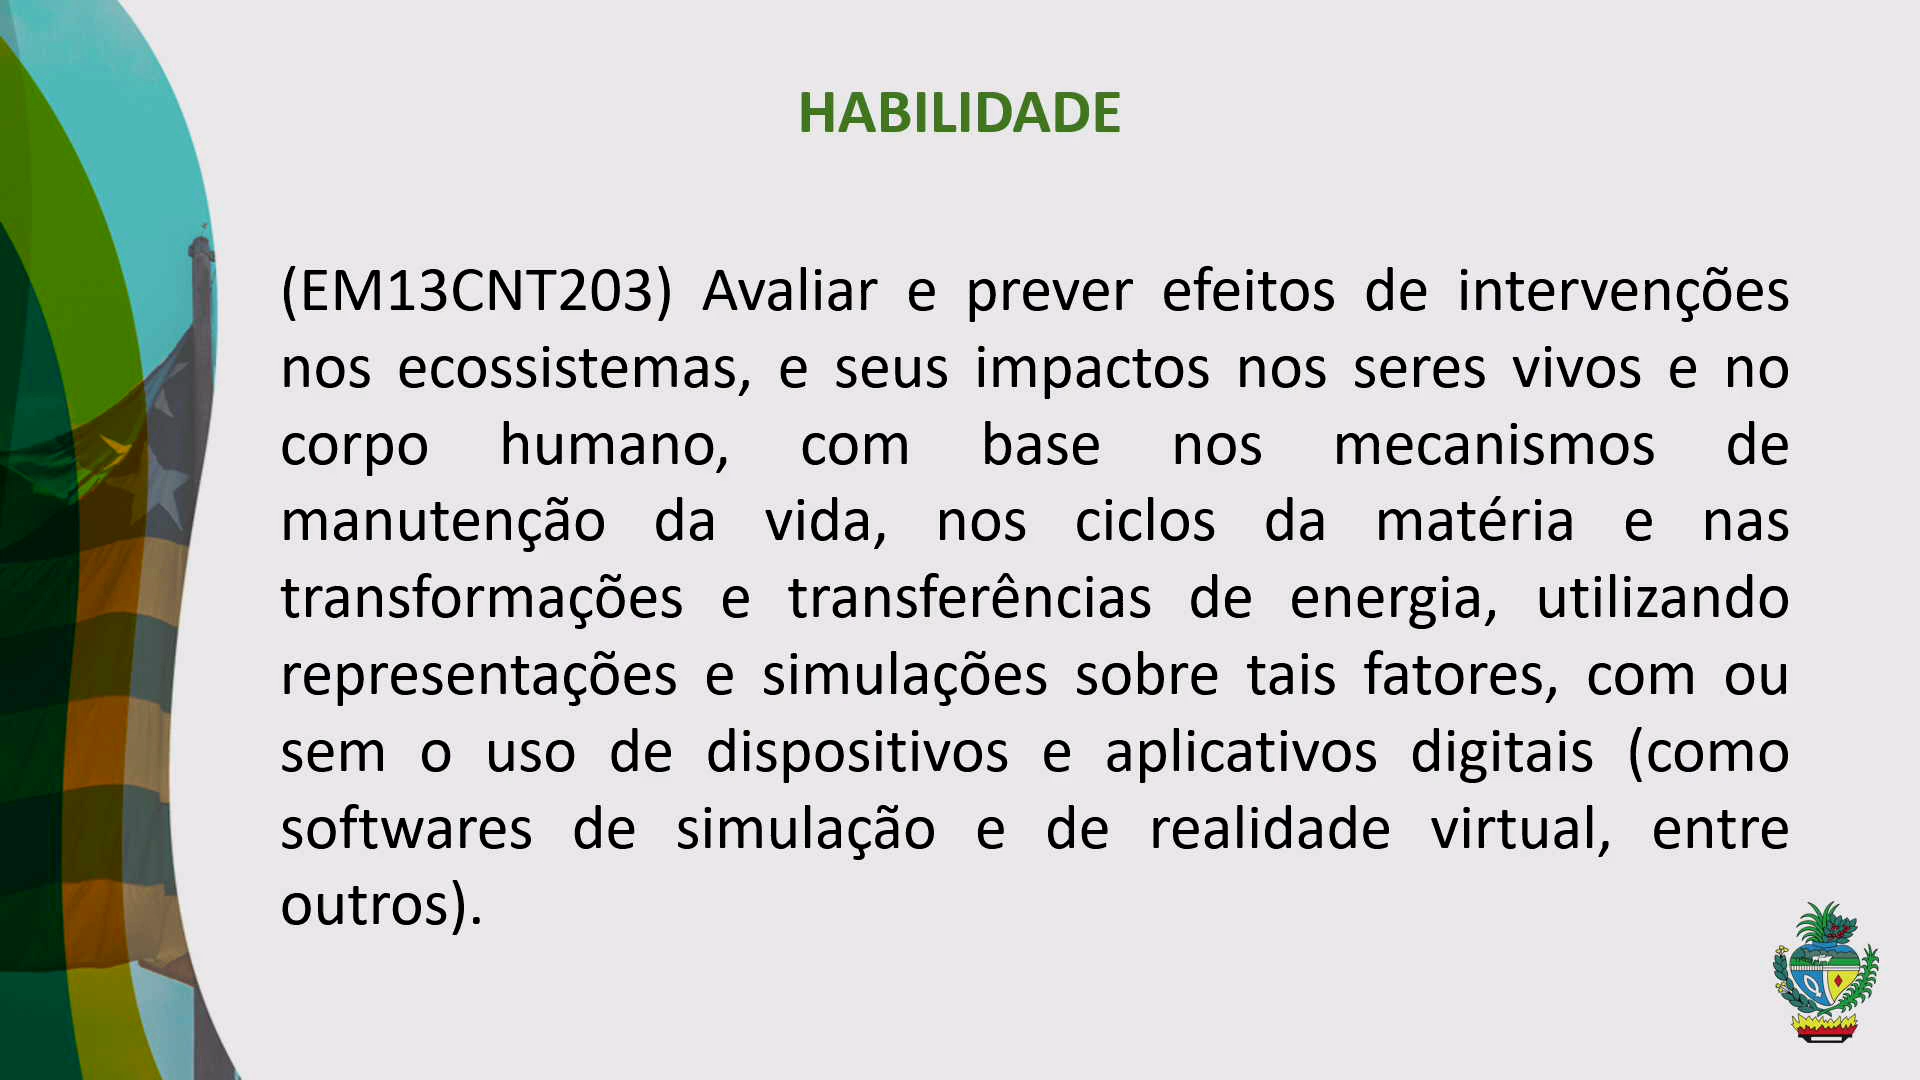 HABILIDADE
(EM13CNT203) Avaliar e prever efeitos de intervenções
nos ecossistemas, e seus impactos nos seres vivos e no
corpo humano, com base nos mecanismos de
manutenção da vida, nos ciclos da matéria e nas
transformações e transferências de energia, utilizando
representações e simulações sobre tais fatores, com ou
sem o uso de dispositivos e aplicativos digitais (como
softwares de simulação e de realidade virtual, entre
outros).